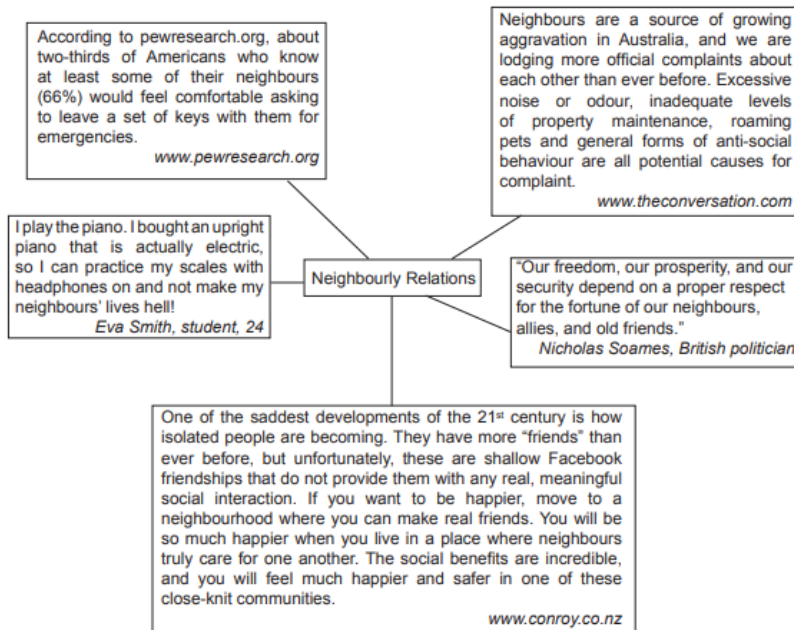 According to pewresearch.org, about
two-thirds of Americans who know
at least some of their neighbours
(66%) would feel comfortable asking
to leave a set of keys with them for
emergencies.
www.pewresearch.org
Neighbours are a source of growing
aggravation in Australia, and we are
lodging more official complaints about
each other than ever before. Excessive
noise or odour, inadequate levels
of property maintenance, roaming
pets and general forms of anti-social
behaviour are all potential causes for
complaint.
www.theconversation.com
I play the piano. I bought an upright
piano that is actually electric,
so I can practice my scales with
headphones on and not make my
neighbours' lives hell!
Eva Smith, student, 24
Neighbourly Relations
"Our freedom, our prosperity, and our
security depend on a proper respect
for the fortune of our neighbours,
allies, and old friends."
Nicholas Soames, British politician
One of the saddest developments of the 21st century is how
isolated people are becoming. They have more "friends" than
ever before, but unfortunately, these are shallow Facebook
friendships that do not provide them with any real, meaningful
social interaction. If you want to be happier, move to a
neighbourhood where you can make real friends. You will be
so much happier when you live in a place where neighbours
truly care for one another. The social benefits are incredible,
and you will feel much happier and safer in one of these
close-knit communities.
www.conroy.co.nz